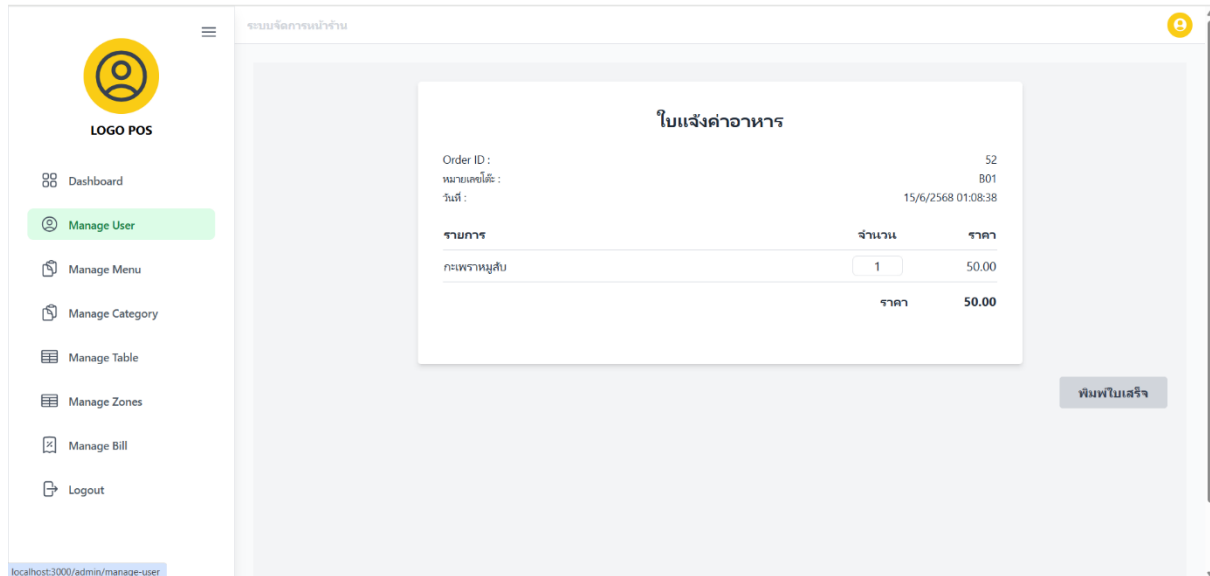 ระบบจัดการหน้าร้าน
LOGO POS
Dashboard
Manage User
Manage Menu
Manage Category
Manage Table
Manage Zones
Manage Bill
Logout
ใบแจ้งค่าอาหาร
Order ID : 52
หมายเลขโต๊ะ : B01
วันที่ : 15/6/2568 01:08:38
รายการ จำนวน ราคา
กะเพราหมูสับ 1 50.00
ราคา 50.00
พิมพ์ใบเสร็จ
localhost:3000/admin/manage-user